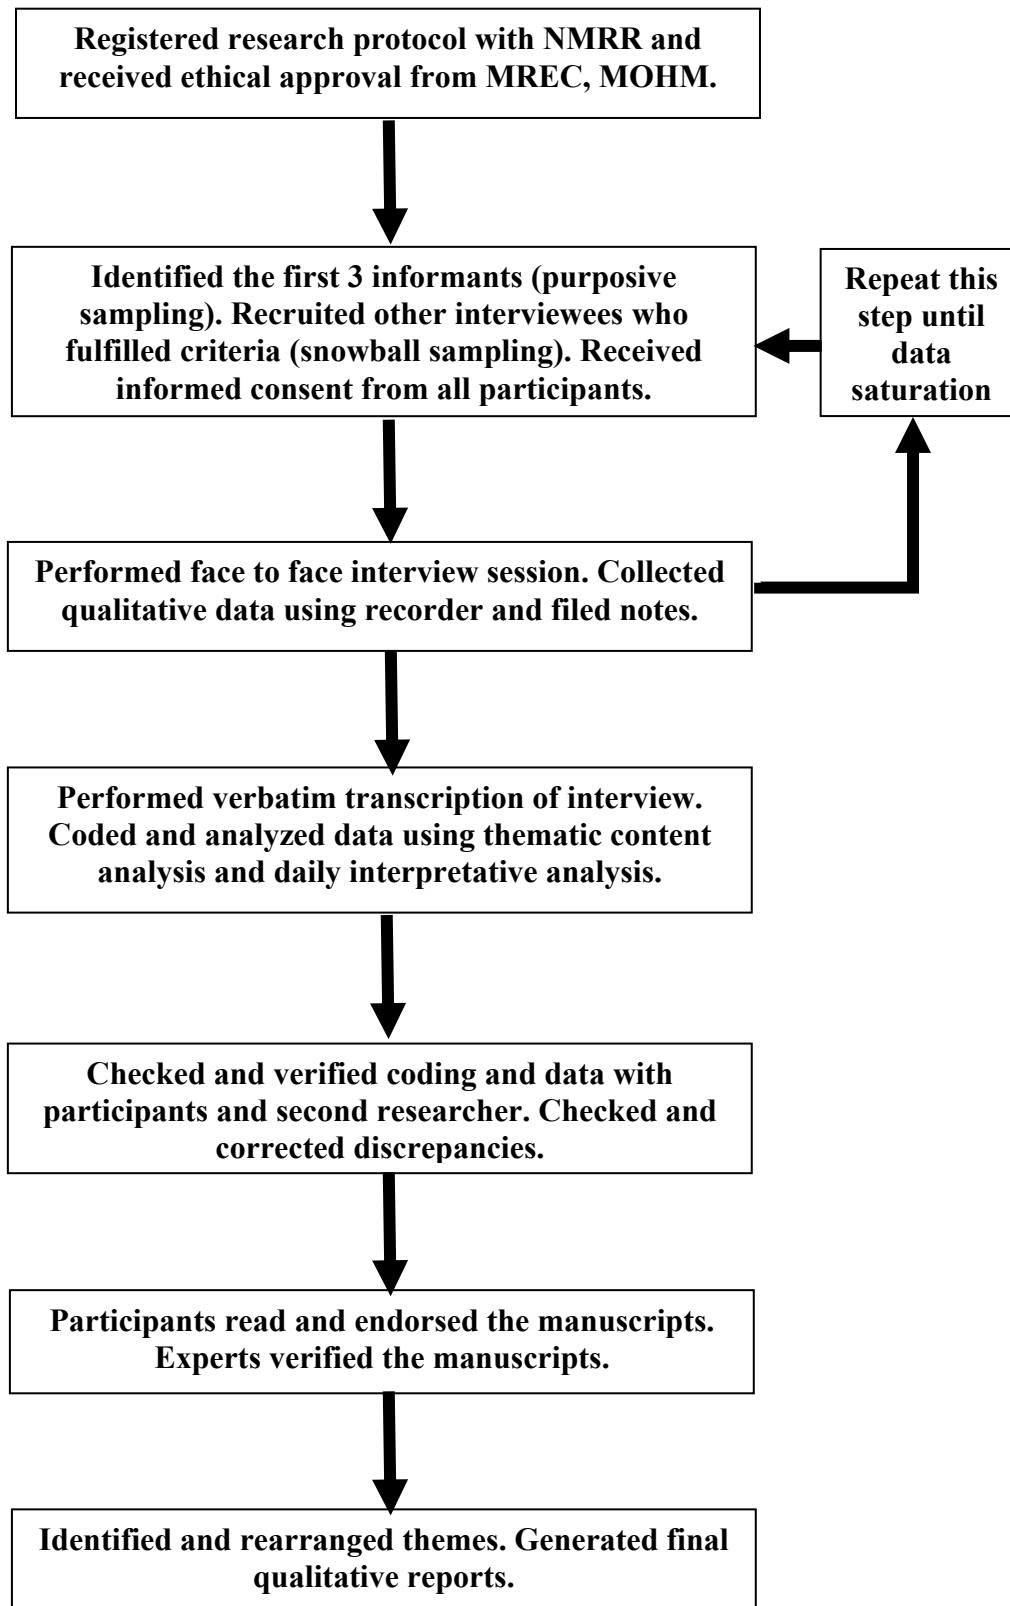 Registered research protocol with NMRR and
received ethical approval from MREC, MOHM.
Identified the first 3 informants (purposive
sampling). Recruited other interviewees who
fulfilled criteria (snowball sampling). Received
informed consent from all participants.
Repeat this
step until
data
saturation
Performed face to face interview session. Collected
qualitative data using recorder and filed notes.
Performed verbatim transcription of interview.
Coded and analyzed data using thematic content
analysis and daily interpretative analysis.
Checked and verified coding and data with
participants and second researcher. Checked and
corrected discrepancies.
Participants read and endorsed the manuscripts.
Experts verified the manuscripts.
Identified and rearranged themes. Generated final
qualitative reports.